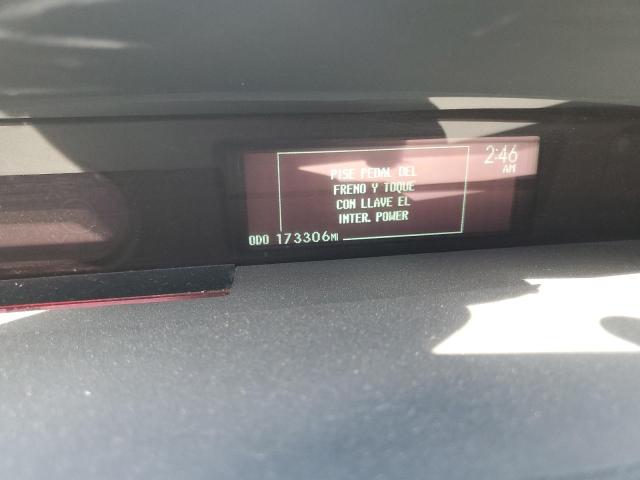 2:46
AM
PISE PEDAL DEL
FRENO Y TOQUE
CON LLAVE EL
INTER. POWER
ODO 173306MI